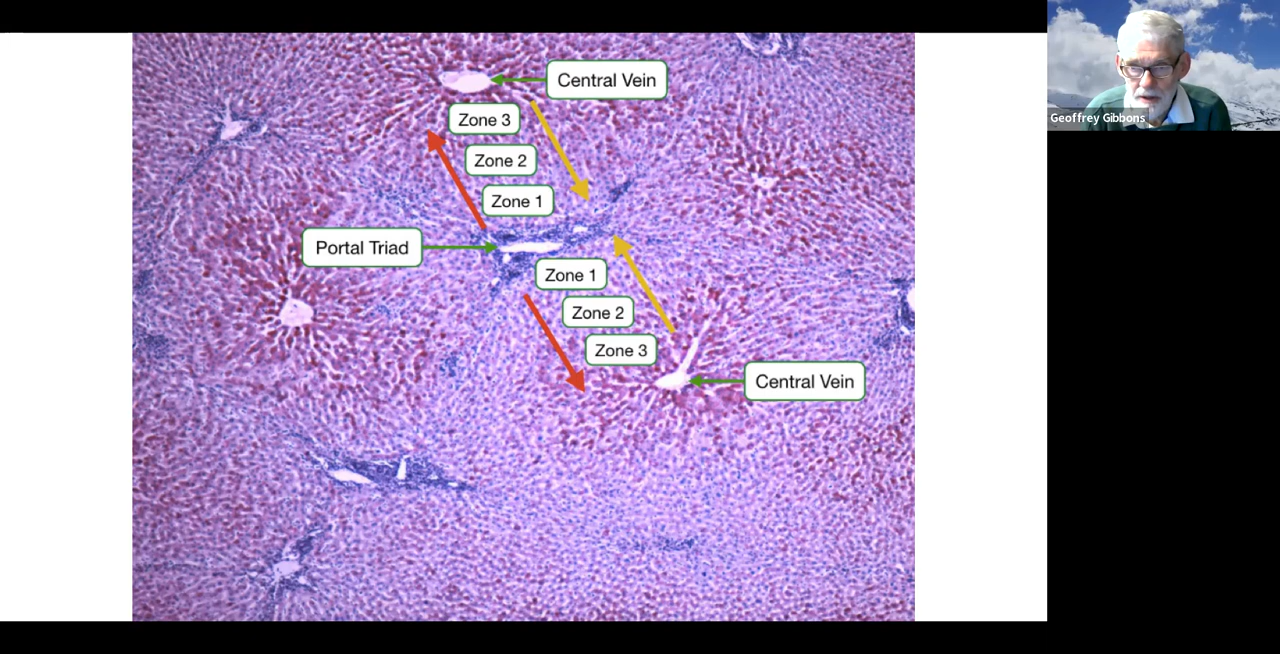 Central Vein
Zone 3
Zone 2
Zone 1
Portal Triad
Zone 1
Zone 2
Zone 3
Central Vein
Geoffrey Gibbons